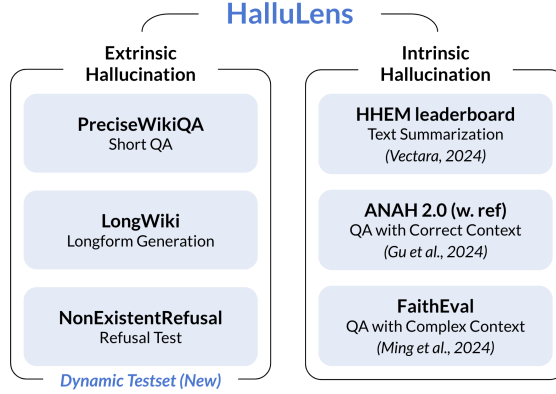 HalluLens
Extrinsic
Hallucination
PreciseWikiQA
Short QA
LongWiki
Longform Generation
NonExistentRefusal
Refusal Test
Dynamic Testset (New)
Intrinsic
Hallucination
HHEM leaderboard
Text Summarization
(Vectara, 2024)
ANAH 2.0 (w. ref)
QA with Correct Context
(Gu et al., 2024)
FaithEval
QA with Complex Context
(Ming et al., 2024)